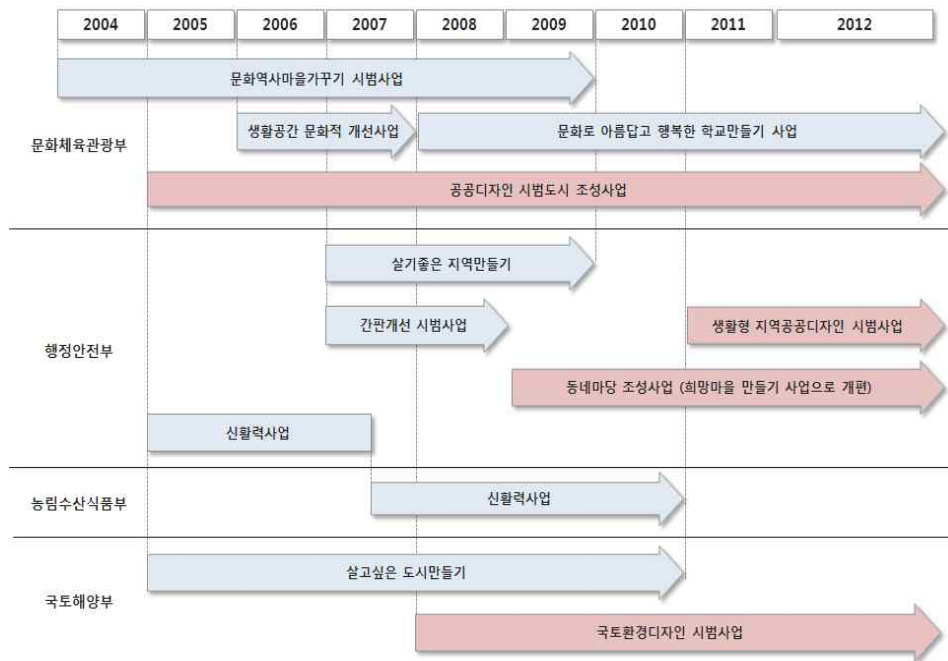 2004 2005 2006 2007 2008 2009 2010 2011 2012
문화체육관광부
문화역사마을가꾸기 시범사업
생활공간 문화적 개선사업
문화로 아름답고 행복한 학교만들기 사업
공공디자인 시범도시 조성사업
행정안전부
살기좋은 지역만들기
간판개선 시범사업
생활형 지역공공디자인 시범사업
동네마당 조성사업 (희망마을 만들기 사업으로 개편)
신활력사업
농림수산식품부
신활력사업
국토해양부
살고싶은 도시만들기
국토환경디자인 시범사업